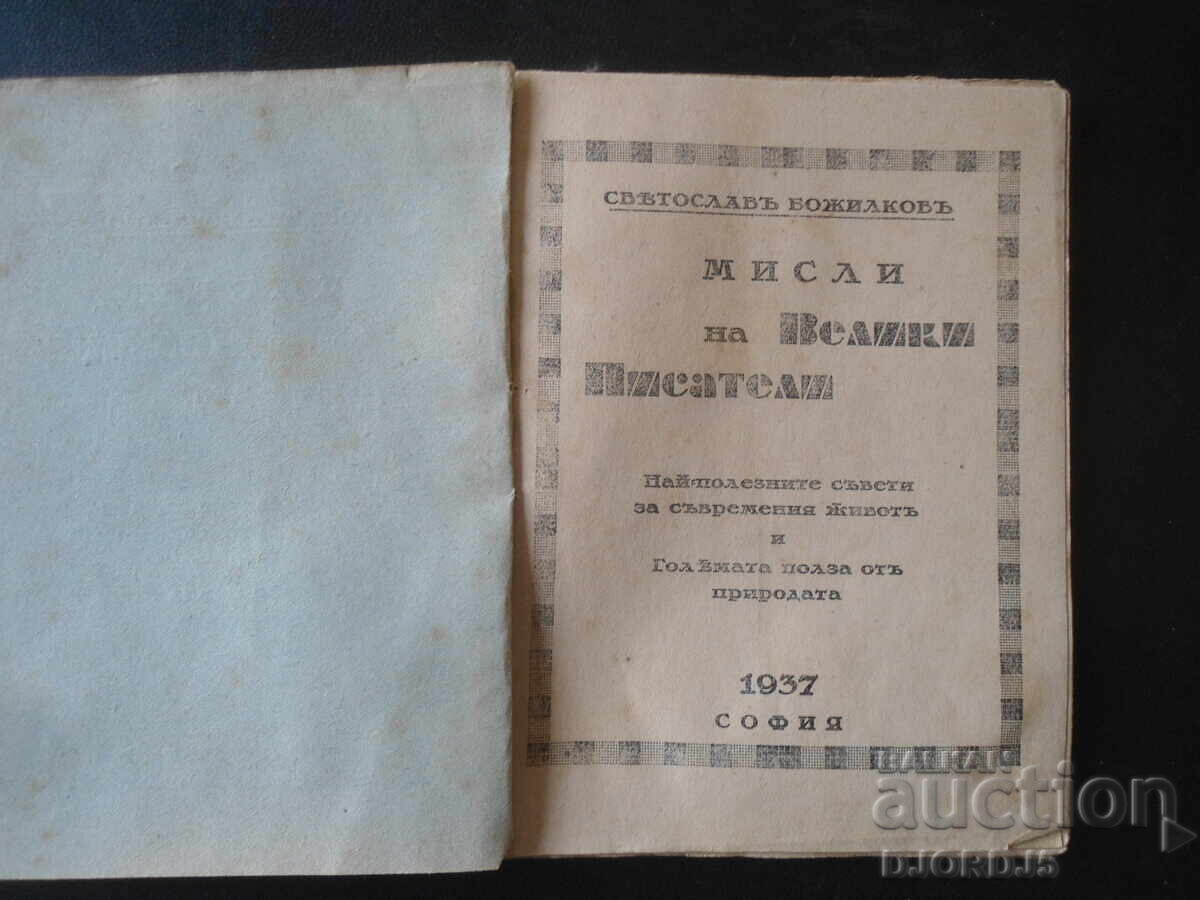 СВѢТОСЛАВЪ БОЖИЛКОВЪ
МИСЛИ
на Велики
Писатели
Най-полезните съвети
за съвремения животъ
и
Голѣмата полза отъ
природата
1937
СОФИЯ
BALKAN
auction
DJORDJ5